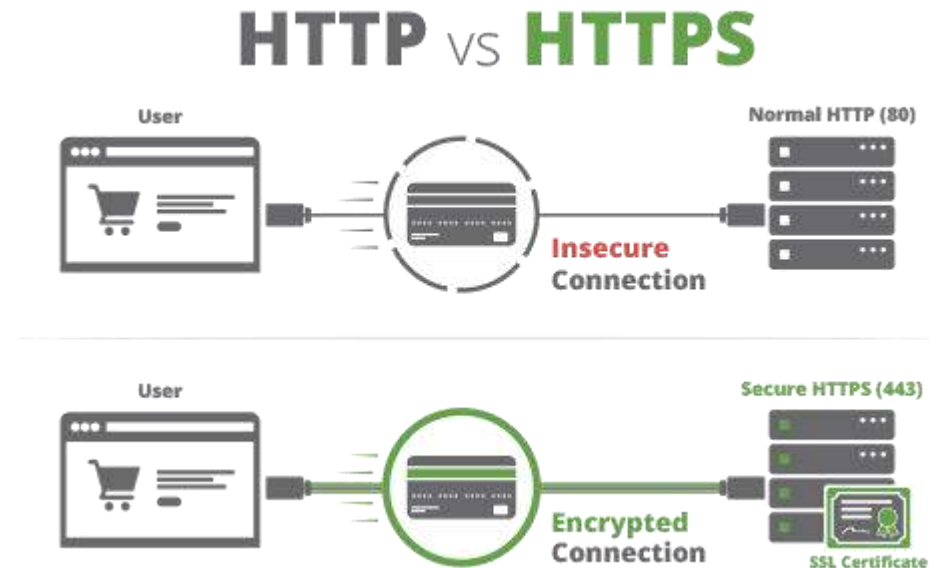 HTTP vs HTTPS
User
Normal HTTP (80)
Insecure
Connection
User
Secure HTTPS (443)
Encrypted
Connection
SSL Certificate